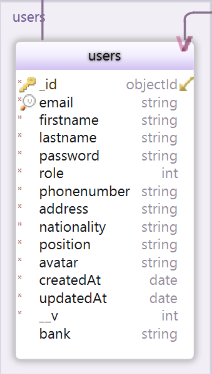 users
users
_id objectId
email string
firstname string
lastname string
password string
role int
phonenumber string
address string
nationality string
position string
avatar string
createdAt date
updatedAt date
__v int
bank string